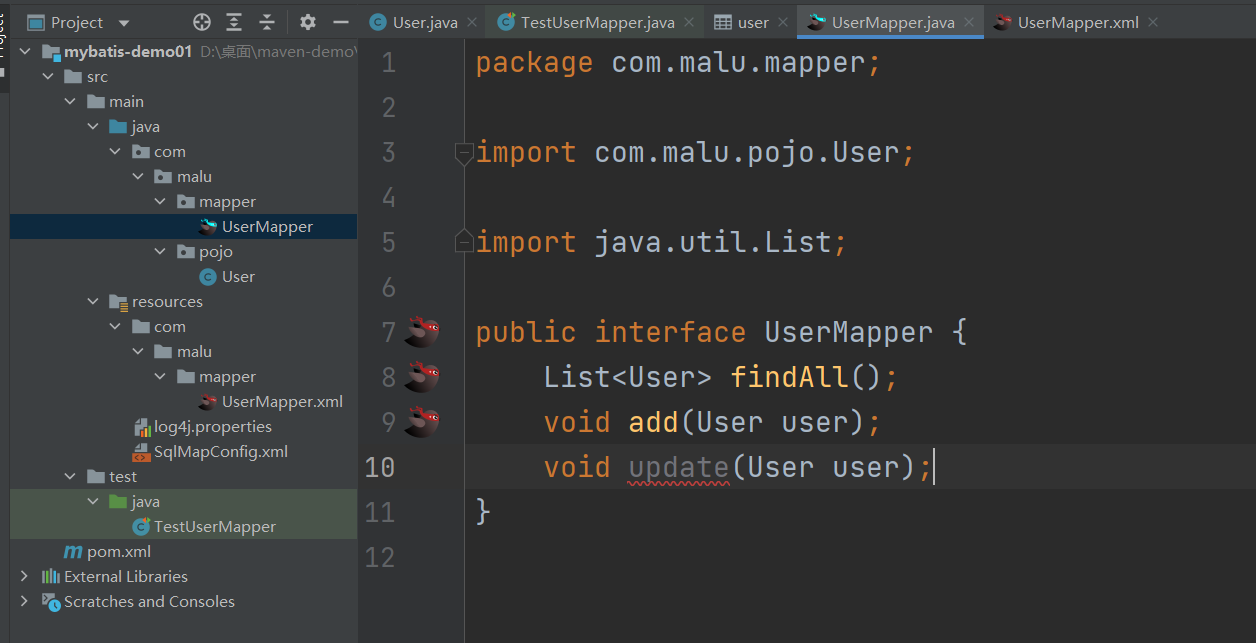 Project
User.java
TestUserMapper.java
user
UserMapper.java
UserMapper.xml
mybatis-demo01 D:\桌面\maven-demo\
src
main
java
com
malu
mapper
UserMapper
pojo
User
resources
com
malu
mapper
UserMapper.xml
log4j.properties
SqlMapConfig.xml
test
java
TestUserMapper
pom.xml
External Libraries
Scratches and Consoles
1 package com.malu.mapper;
2
3 import com.malu.pojo.User;
4
5 import java.util.List;
6
7 public interface UserMapper {
8 List<User> findAll();
9 void add(User user);
10 void update(User user);
11 }
12